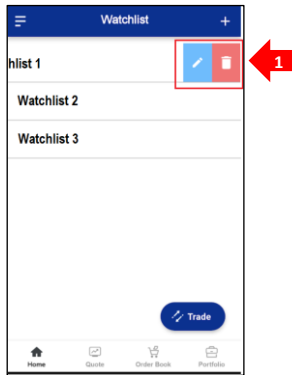 Watchlist
+
hlist 1
1
Watchlist 2
Watchlist 3
Trade
Home Quote Order Book Portfolio